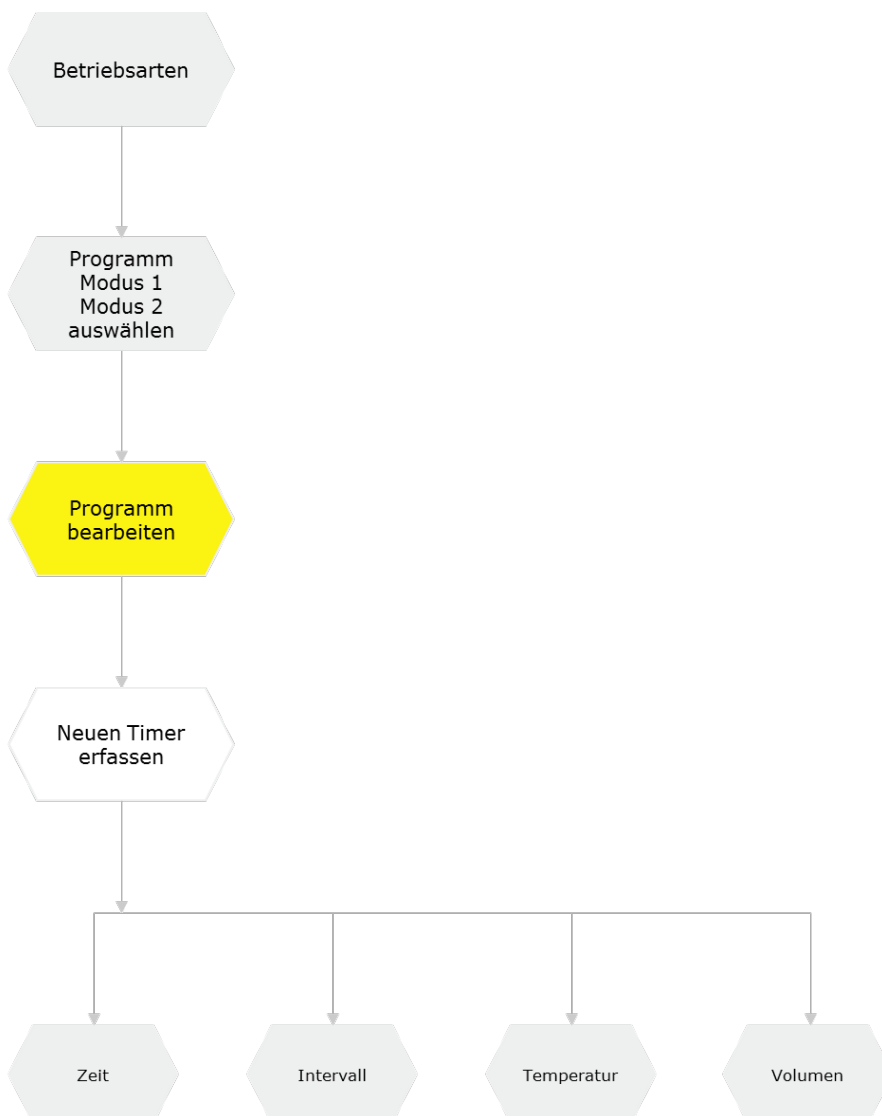 Betriebsarten
Programm
Modus 1
Modus 2
auswählen
Programm
bearbeiten
Neuen Timer
erfassen
Zeit
Intervall
Temperatur
Volumen